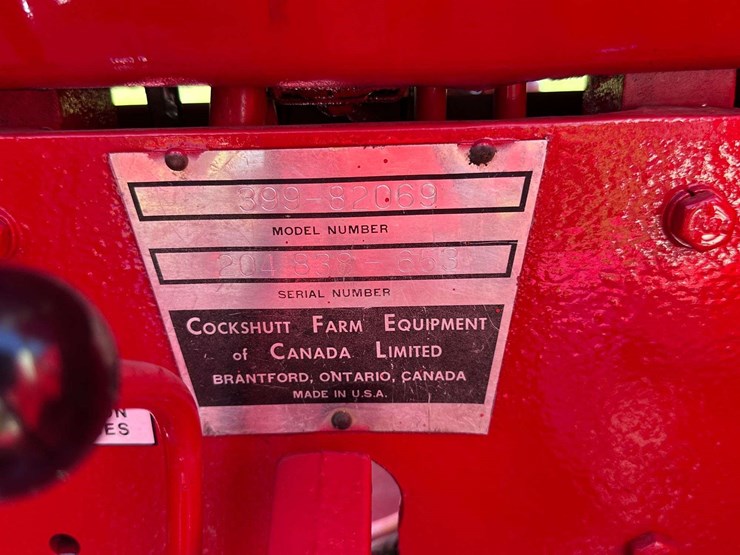 399-82069
MODEL NUMBER
SERIAL NUMBER
COCKSHUTT FARM EQUIPMENT
of CANADA LIMITED
BRANTFORD, ONTARIO, CANADA
MADE IN U.S.A.